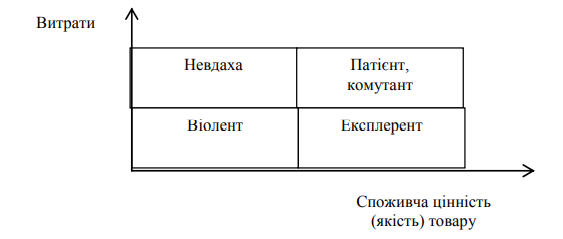 Витрати
Невдаха
Патієнт,
комутант
Віолент
Експлерент
Споживча цінність
(якість) товару